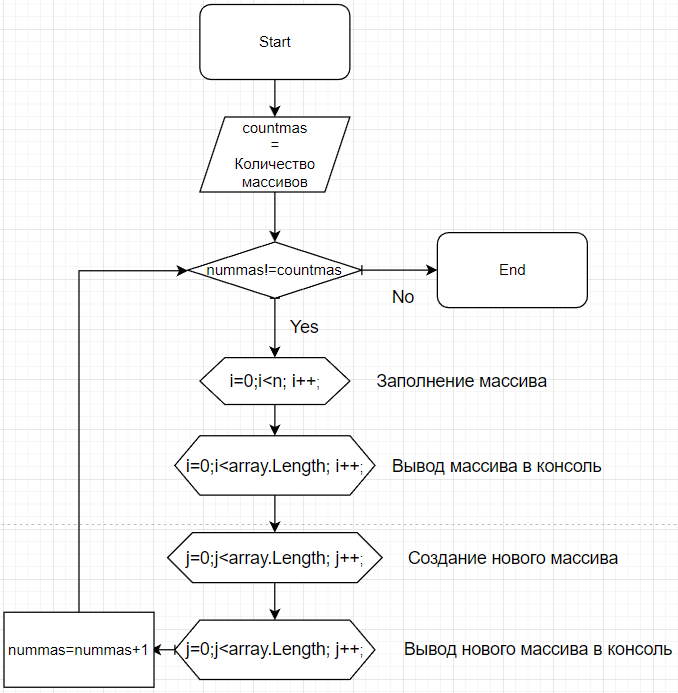 Start
countmas
=
Количество
массивов
nummas!=countmas
End
No
Yes
i=0;i<n; i++;
Заполнение массива
i=0;i<array.Length; i++;
Вывод массива в консоль
j=0;j<array.Length; j++;
Создание нового массива
nummas=nummas+1
j=0;j<array.Length; j++;
Вывод нового массива в консоль